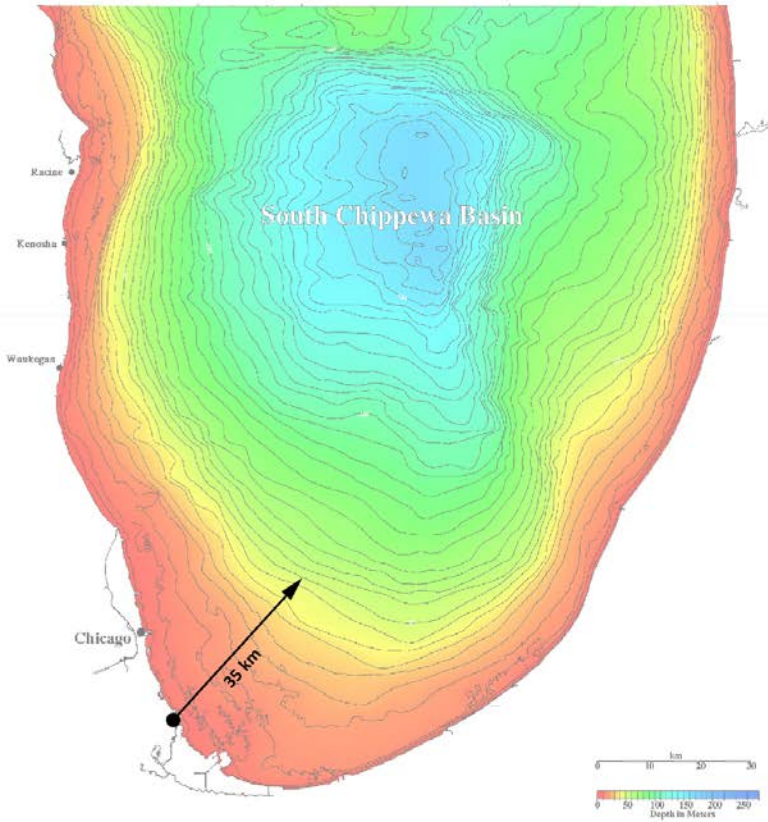 Racine
South Chippewa Basin
Kenosha
Waukegan
Chicago
35 km
km
0 10 20 30
0 50 100 150 200 250
Depth in Meters